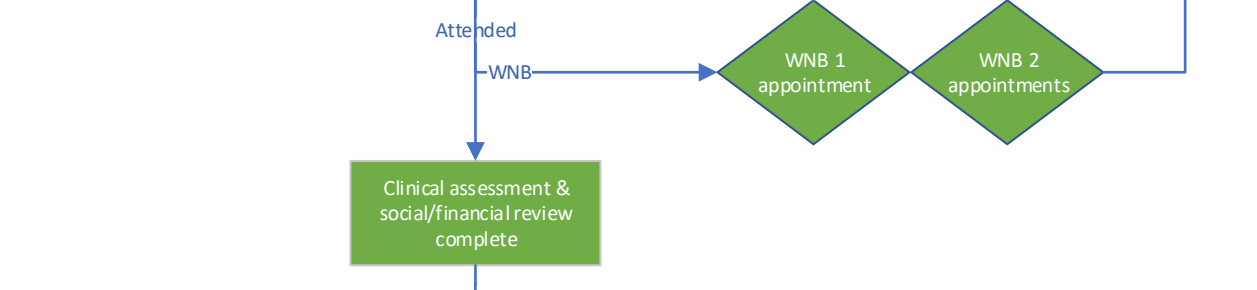 Attended
WNB
WNB 1
appointment
WNB 2
appointments
Clinical assessment &
social/financial review
complete